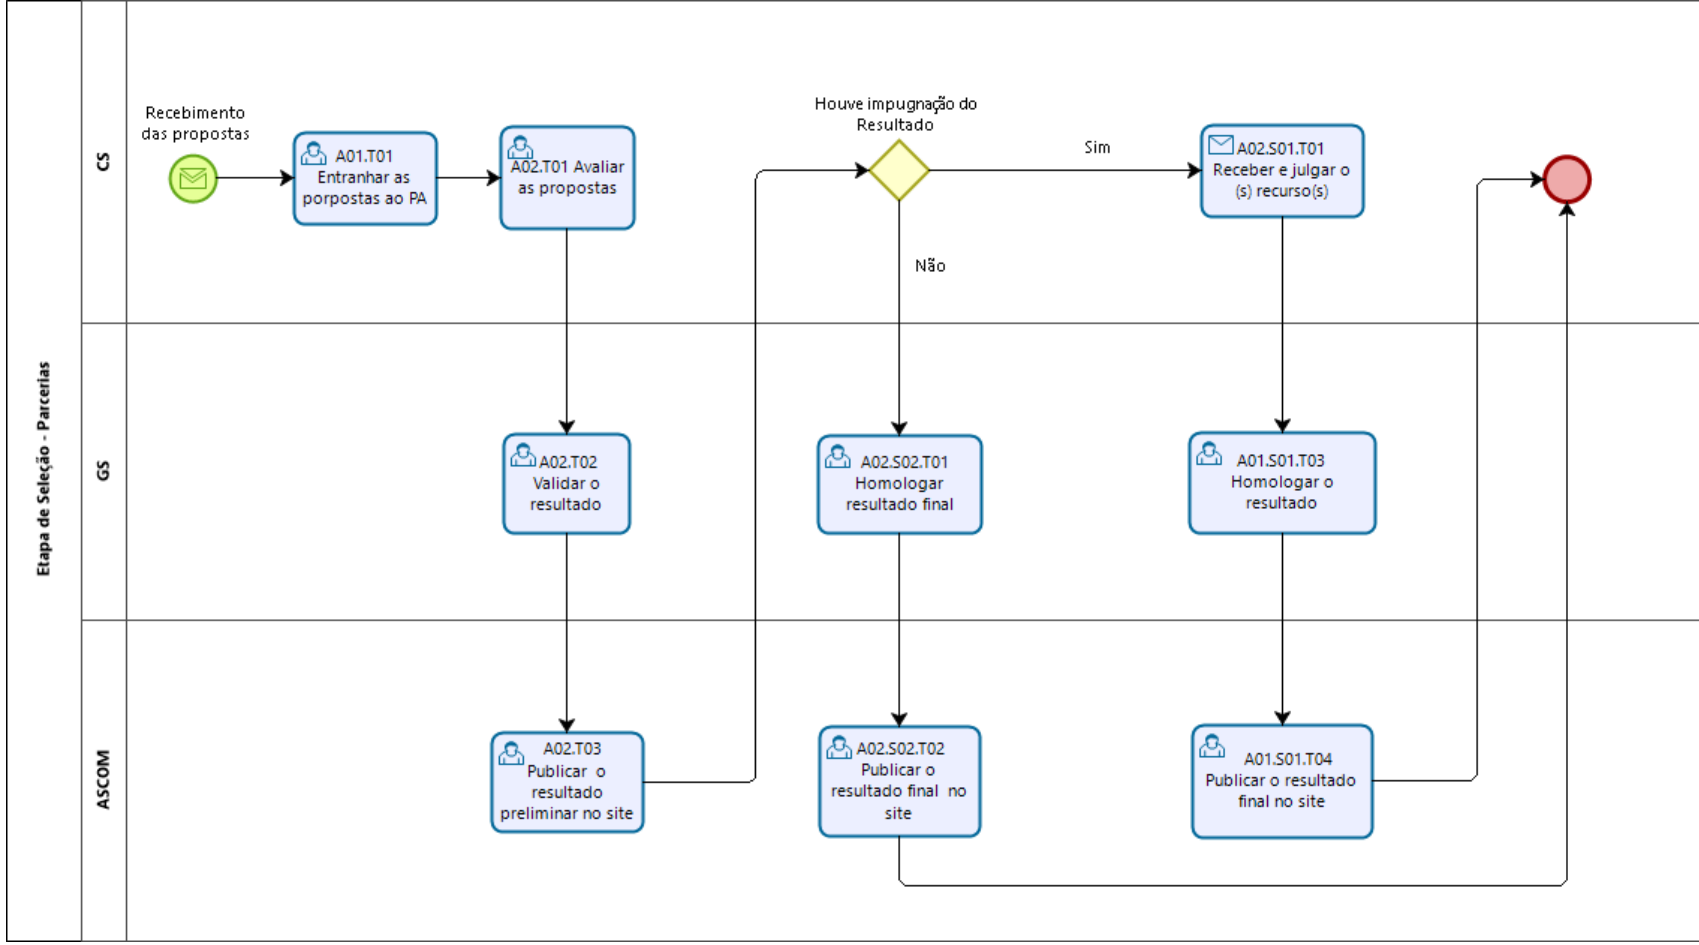 Etapa de Seleção - Parcerias
CS
Recebimento
das propostas
A01.T01
Entranhar as
porpostas ao PA
A02.T01 Avaliar
as propostas
Houve impugnação do
Resultado
Sim
Não
A02.S01.T01
Receber e julgar o
(s) recurso(s)
GS
A02.T02
Validar o
resultado
A02.S02.T01
Homologar
resultado final
A01.S01.T03
Homologar o
resultado
ASCOM
A02.T03
Publicar o
resultado
preliminar no site
A02.S02.T02
Publicar o
resultado final no
site
A01.S01.T04
Publicar o resultado
final no site